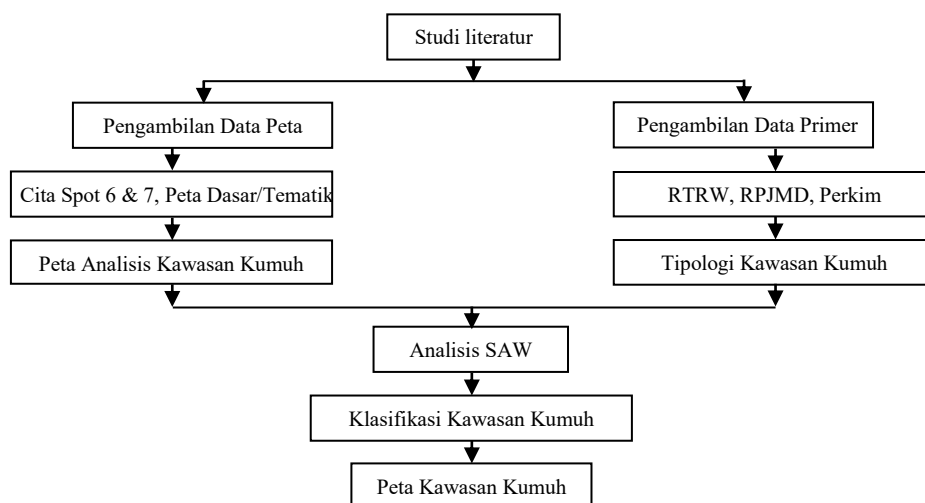 Studi literatur
Pengambilan Data Peta
Pengambilan Data Primer
Cita Spot 6 & 7, Peta Dasar/Tematik
RTRW, RPJMD, Perkim
Peta Analisis Kawasan Kumuh
Tipologi Kawasan Kumuh
Analisis SAW
Klasifikasi Kawasan Kumuh
Peta Kawasan Kumuh